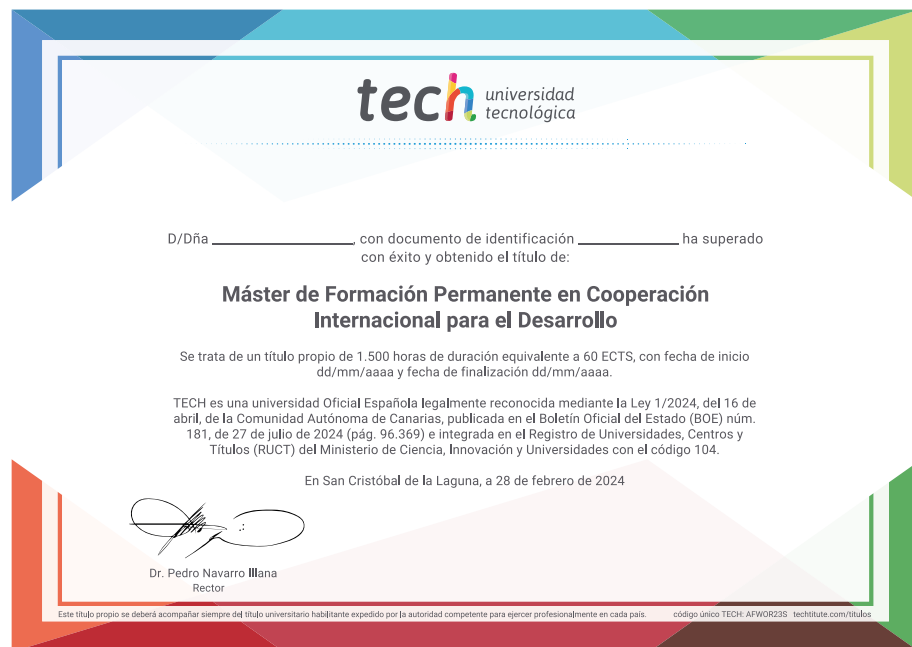 tech universidad
tecnológica
D/Dña ____________________, con documento de identificación ______________ ha superado
con éxito y obtenido el título de:
Máster de Formación Permanente en Cooperación
Internacional para el Desarrollo
Se trata de un título propio de 1.500 horas de duración equivalente a 60 ECTS, con fecha de inicio
dd/mm/aaaa y fecha de finalización dd/mm/aaaa.
TECH es una universidad Oficial Española legalmente reconocida mediante la Ley 1/2024, del 16 de
abril, de la Comunidad Autónoma de Canarias, publicada en el Boletín Oficial del Estado (BOE) núm.
181, de 27 de julio de 2024 (pág. 96.369) e integrada en el Registro de Universidades, Centros y
Títulos (RUCT) del Ministerio de Ciencia, Innovación y Universidades con el código 104.
En San Cristóbal de la Laguna, a 28 de febrero de 2024
Dr. Pedro Navarro Illana
Rector
Este título propio se deberá acompañar siempre del título universitario habilitante expedido por la autoridad competente para ejercer profesionalmente en cada país. código único TECH: AFWOR23S techtitute.com/titulos